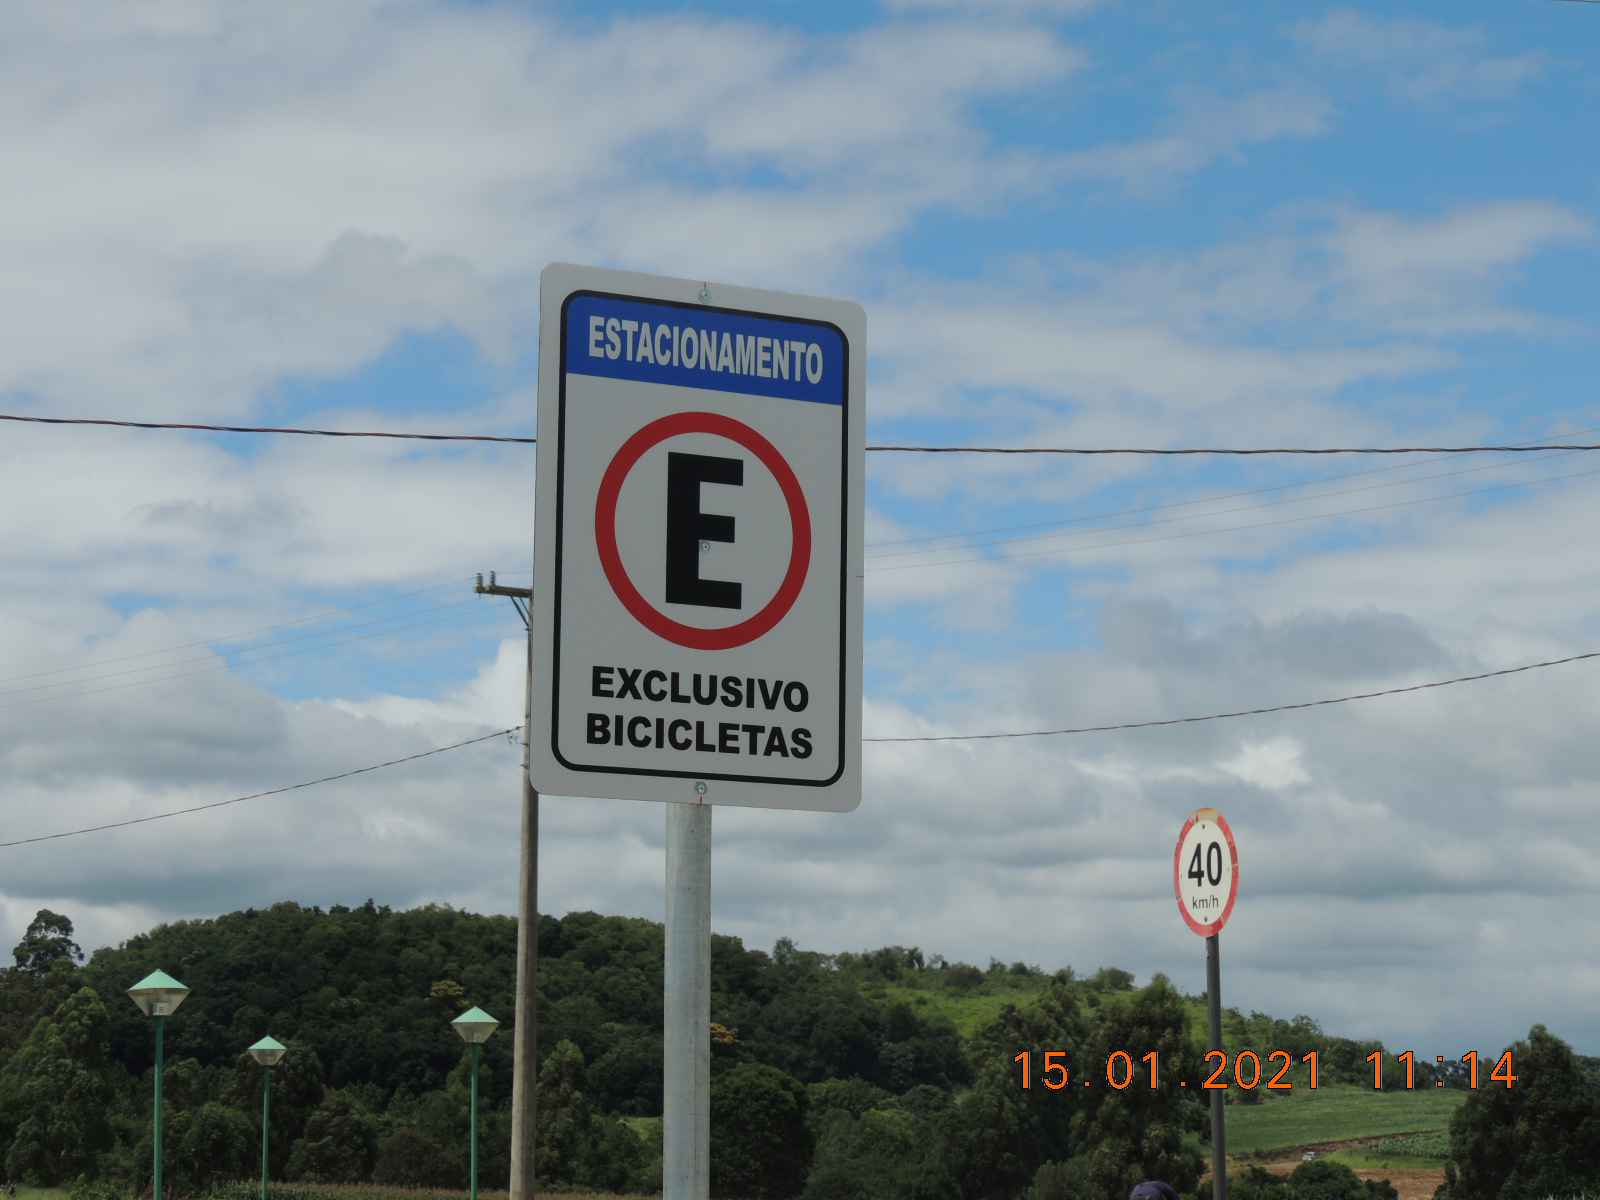 ESTACIONAMENTO
E
EXCLUSIVO
BICICLETAS
40
km/h
15.01.2021 11:14